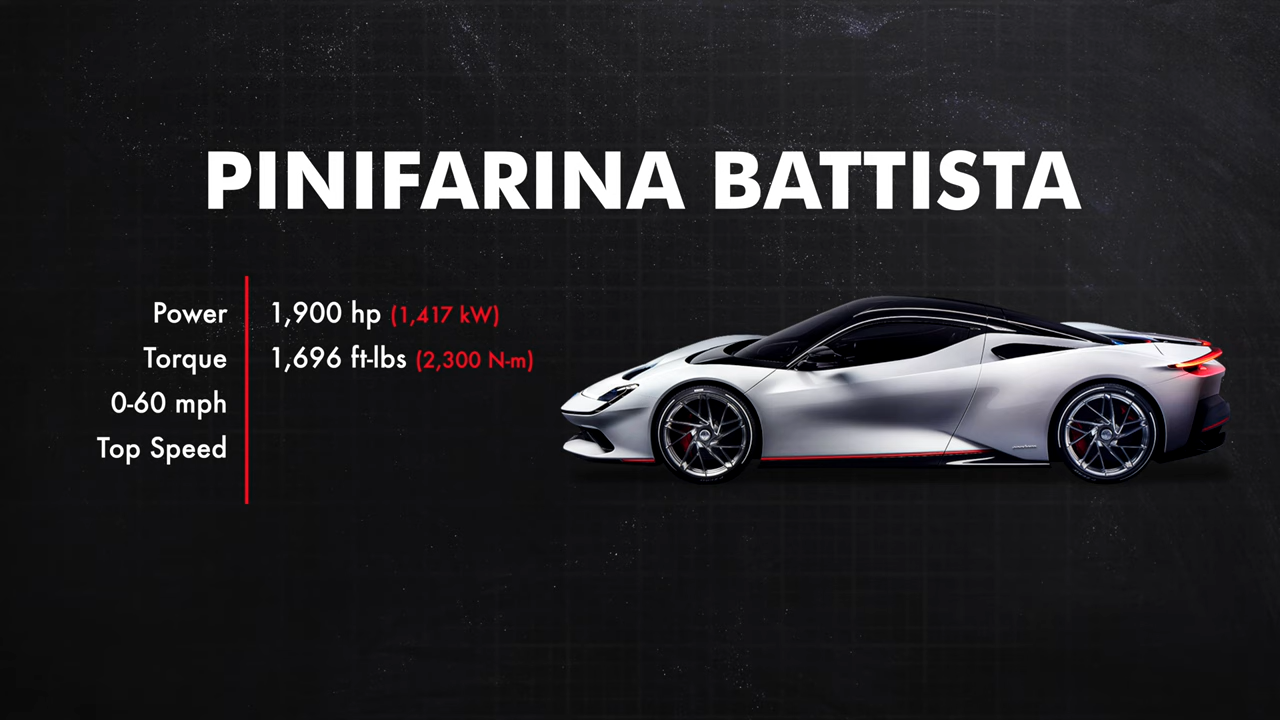 PINIFARINA BATTISTA
Power 1,900 hp (1,417 kW)
Torque 1,696 ft-lbs (2,300 N-m)
0-60 mph
Top Speed